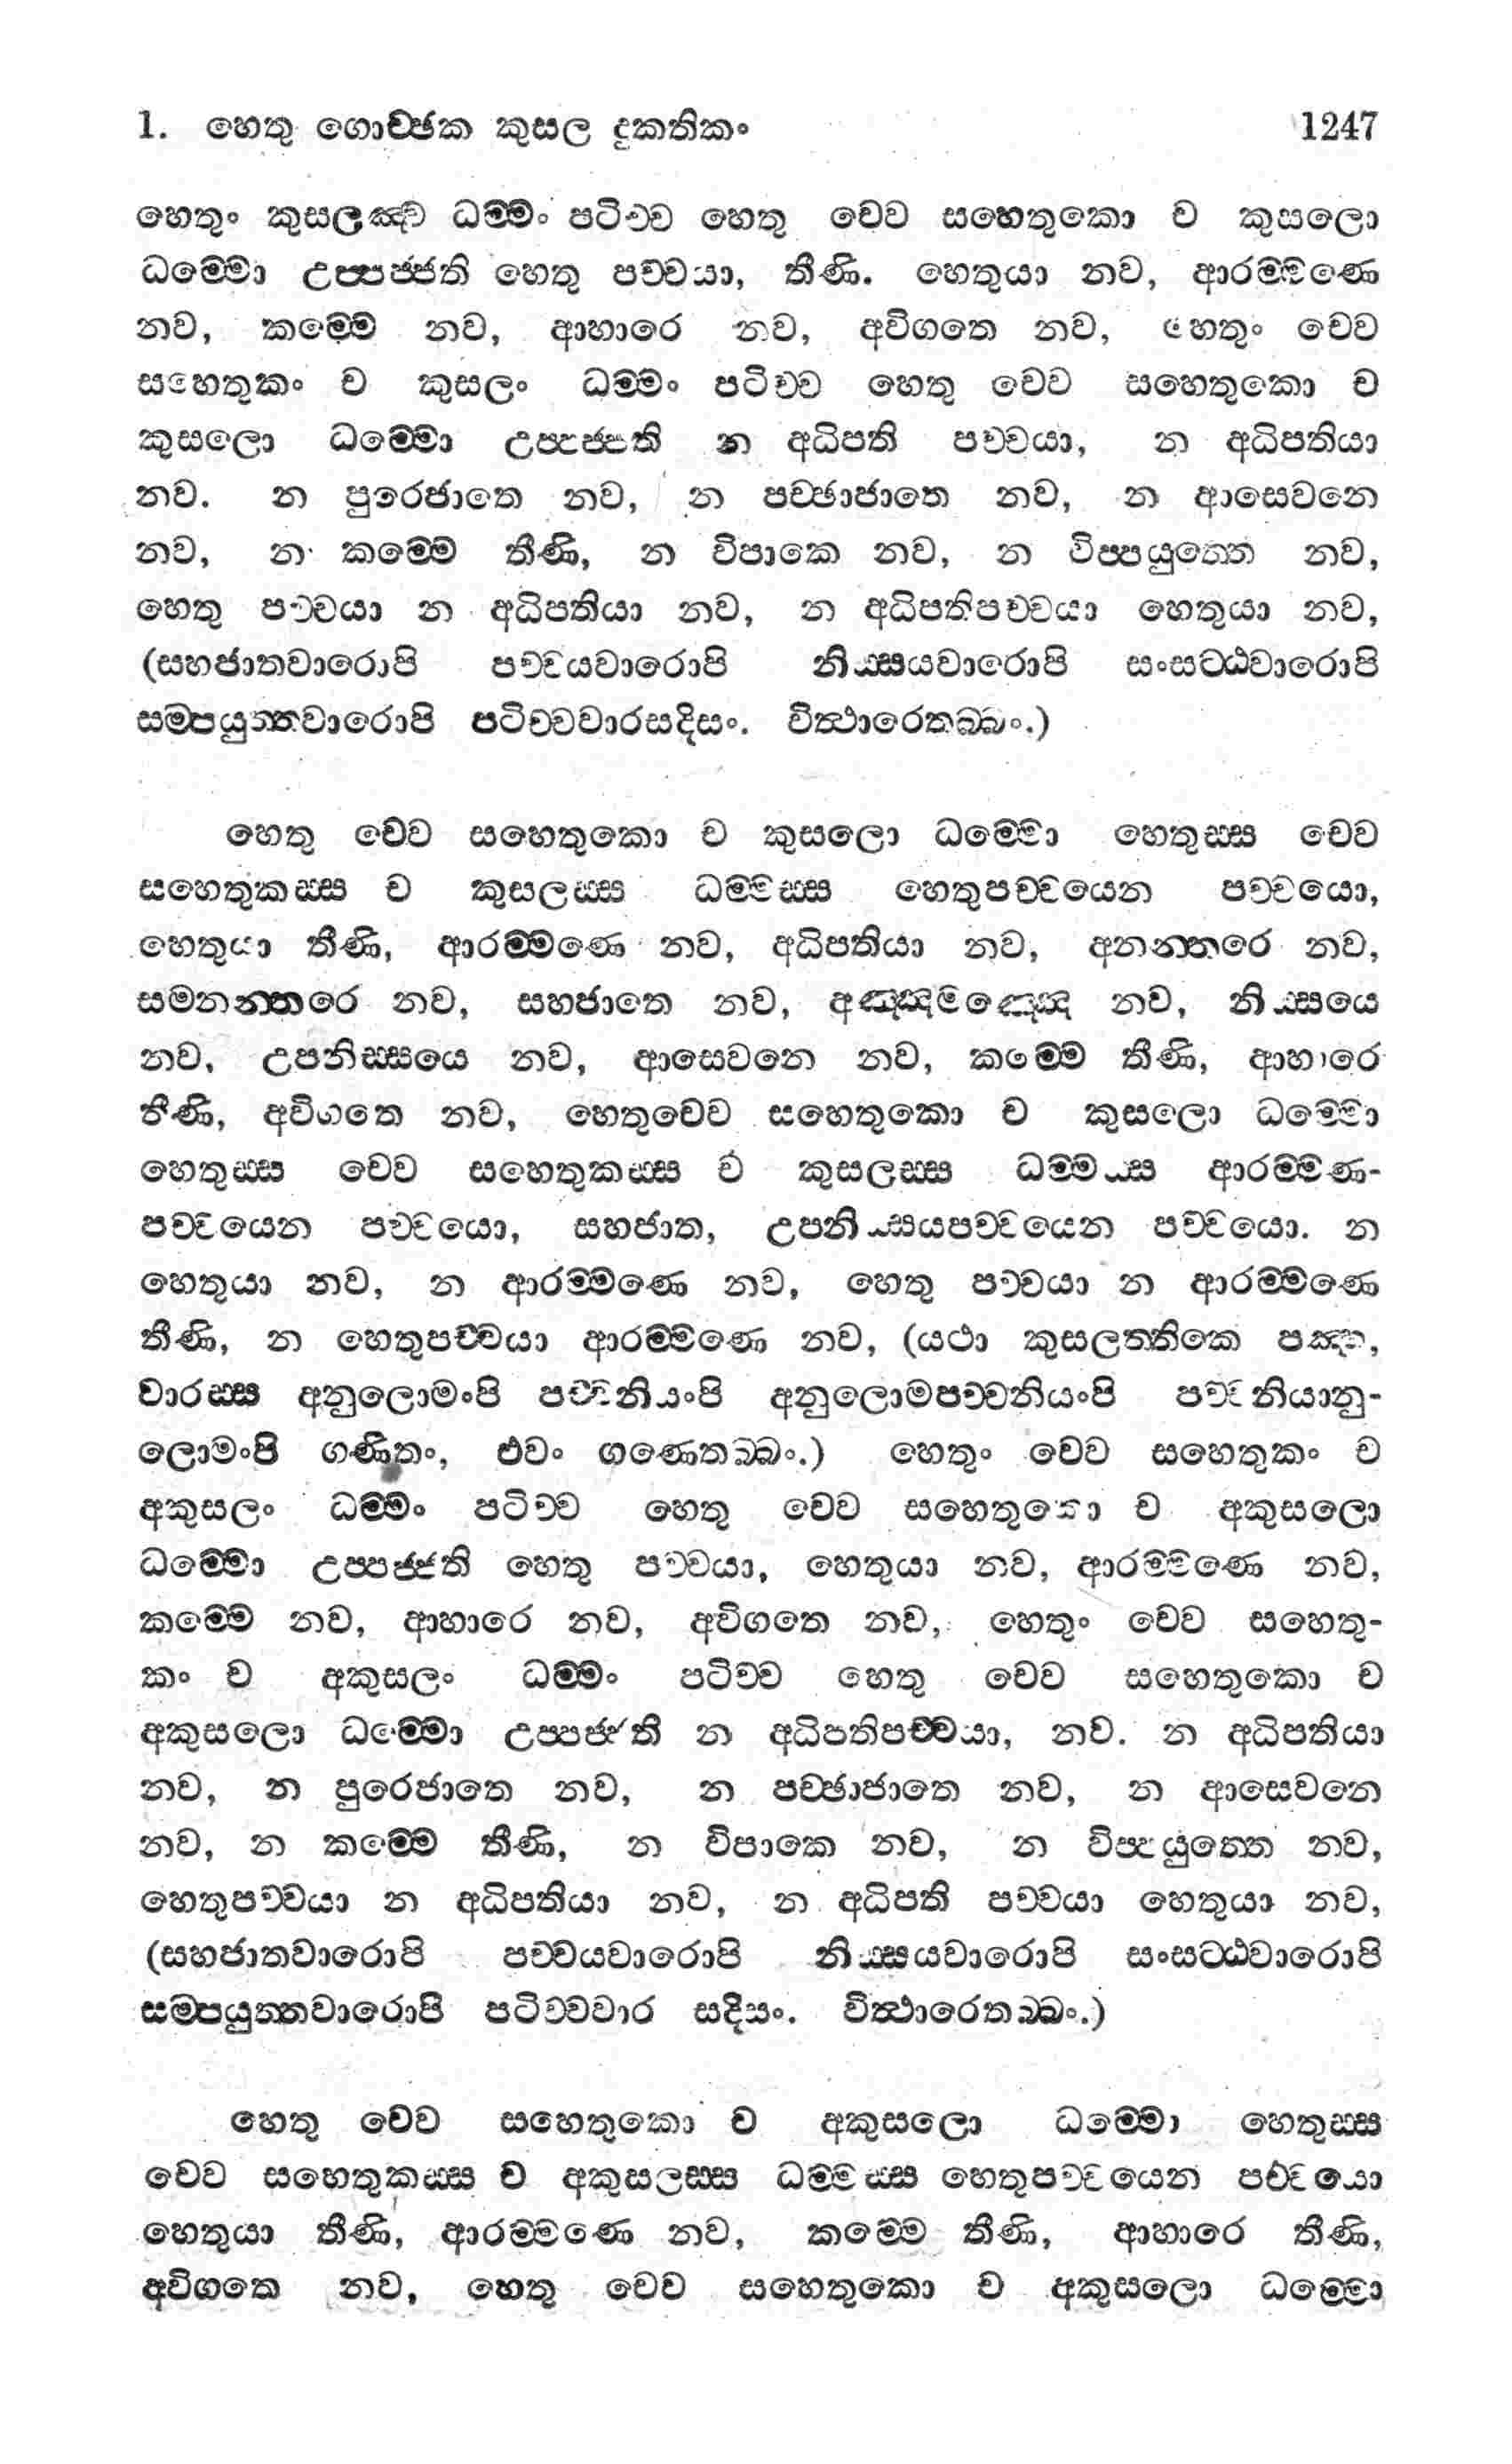 1. හෙතු ගොච්ඡක කුසල දුකතිකං 1247
හෙතුං කුසලඤ්ච ධම්මං පටිච්ච හෙතු චෙව සහෙතුකො ච කුසලො
ධම්මො උප්පජ්ජති හෙතු පච්චයා, තීණි. හෙතුයා නව, ආරම්මණෙ
නව, කම්මෙ නව, ආහාරෙ නව, අවිගතෙ නව, හෙතුං චෙව
සහෙතුකං ච කුසලං ධම්මං පටිච්ච හෙතු චෙව සහෙතුකො ච
කුසලො ධම්මො උප්පජ්ජති න අධිපති පච්චයා, න අධිපතියා
නව. න පුරෙජාතෙ නව, න පච්ඡාජාතෙ නව, න ආසෙවනෙ
නව, න කම්මෙ තීණි, න විපාකෙ නව, න විප්පයුත්තෙ නව,
හෙතු පච්චයා න අධිපතියා නව, න අධිපතිපච්චයා හෙතුයා නව,
(සහජාතවාරොපි පච්චයවාරොපි නිස්සයවාරොපි සංසට්ඨවාරොපි
සම්පයුත්තවාරොපි පටිච්චවාරසදිසං. විත්ථාරෙතබ්බං.)
හෙතු චෙව සහෙතුකො ච කුසලො ධම්මො හෙතුස්ස චෙව
සහෙතුකස්ස ච කුසලස්ස ධම්මස්ස හෙතුපච්චයෙන පච්චයො,
හෙතුයා තීණි, ආරම්මණෙ නව, අධිපතියා නව, අනන්තරෙ නව,
සමනන්තරෙ නව, සහජාතෙ නව, අඤ්ඤමඤ්ඤෙ නව, නිස්සයෙ
නව, උපනිස්සයෙ නව, ආසෙවනෙ නව, කම්මෙ තීණි, ආහාරෙ
තීණි, අවිගතෙ නව, හෙතුචෙව සහෙතුකො ච කුසලො ධම්මො
හෙතුස්ස චෙව සහෙතුකස්ස ච කුසලස්ස ධම්මස්ස ආරම්මණ-
පච්චයෙන පච්චයො, සහජාත, උපනිස්සයපච්චයෙන පච්චයො. න
හෙතුයා නව, න ආරම්මණෙ නව, හෙතු පච්චයා න ආරම්මණෙ
තීණි, න හෙතුපච්චයා ආරම්මණෙ නව, (යථා කුසලත්තිකෙ පඤ්හ,
වාරස්ස අනුලොමංපි පච්චනියංපි අනුලොමපච්චනියංපි පච්චනියානු-
ලොමංපි ගණිතං, එවං ගණෙතබ්බං.) හෙතුං චෙව සහෙතුකං ච
අකුසලං ධම්මං පටිච්ච හෙතු චෙව සහෙතුකො ච අකුසලො
ධම්මො උප්පජ්ජති හෙතු පච්චයා, හෙතුයා නව, ආරම්මණෙ නව,
කම්මෙ නව, ආහාරෙ නව, අවිගතෙ නව, හෙතුං චෙව සහෙතු-
කං ච අකුසලං ධම්මං පටිච්ච හෙතු චෙව සහෙතුකො ච
අකුසලො ධම්මො උප්පජ්ජති න අධිපතිපච්චයා, නව. න අධිපතියා
නව, න පුරෙජාතෙ නව, න පච්ඡාජාතෙ නව, න ආසෙවනෙ
නව, න කම්මෙ තීණි, න විපාකෙ නව, න විප්පයුත්තෙ නව,
හෙතුපච්චයා න අධිපතියා නව, න අධිපති පච්චයා හෙතුයා නව,
(සහජාතවාරොපි පච්චයවාරොපි නිස්සයවාරොපි සංසට්ඨවාරොපි
සම්පයුත්තවාරොපි පටිච්චවාර සදිසං. විත්ථාරෙතබ්බං.)
හෙතු චෙව සහෙතුකො ච අකුසලො ධම්මො හෙතුස්ස
චෙව සහෙතුකස්ස ච අකුසලස්ස ධම්මස්ස හෙතුපච්චයෙන පච්චයො
හෙතුයා තීණි, ආරම්මණෙ නව, කම්මෙ තීණි, ආහාරෙ තීණි,
අවිගතෙ නව, හෙතු චෙව සහෙතුකො ච අකුසලො ධම්මො